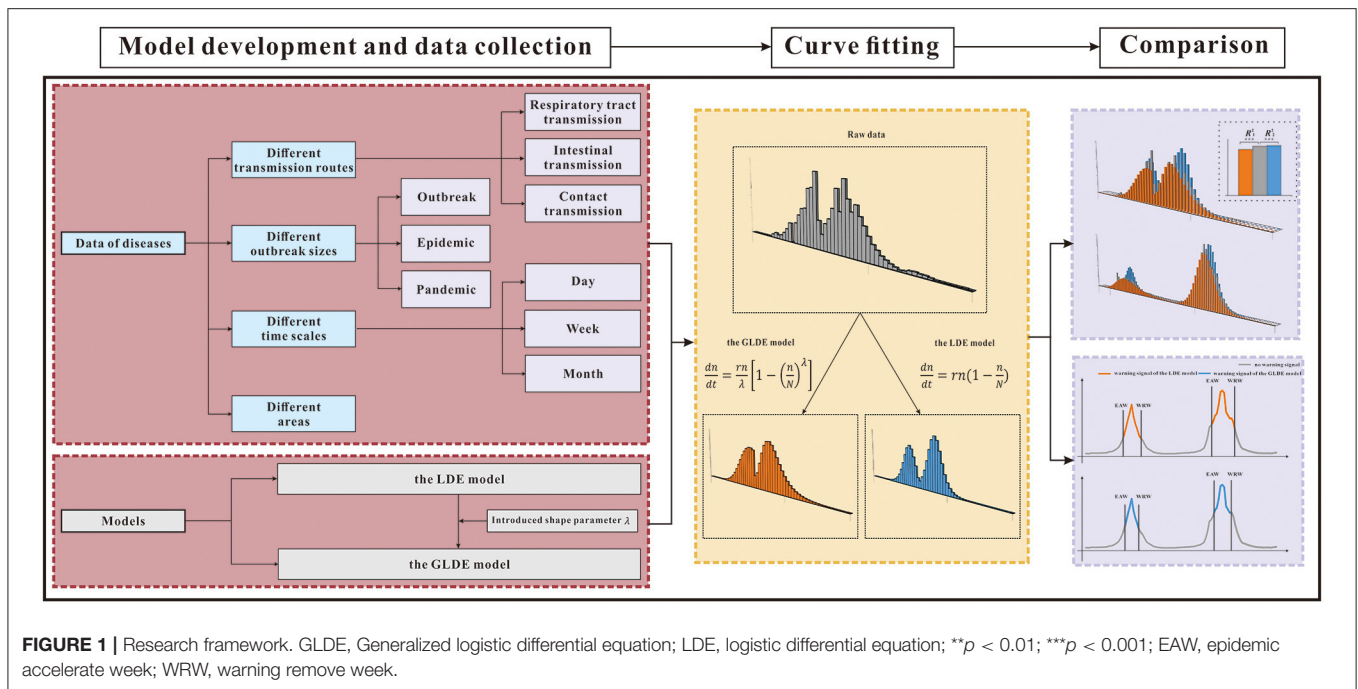 Model development and data collection
Curve fitting
Comparison
Data of diseases
Different
transmission routes
Respiratory tract
transmission
Intestinal
transmission
Contact
transmission
Different
outbreak sizes
Outbreak
Epidemic
Pandemic
Different
time scales
Day
Week
Month
Different
areas
Models
the LDE model
Introduced shape parameter λ
the GLDE model
Raw data
the GLDE model
dn/dt = rn/λ [1 − (n/N)^λ]
the LDE model
dn/dt = rn(1 − n/N)
no warning signal
warning signal of the LDE model
warning signal of the GLDE model
EAW WRW EAW WRW
EAW WRW EAW WRW
FIGURE 1 | Research framework. GLDE, Generalized logistic differential equation; LDE, logistic differential equation; **p < 0.01; ***p < 0.001; EAW, epidemic
accelerate week; WRW, warning remove week.